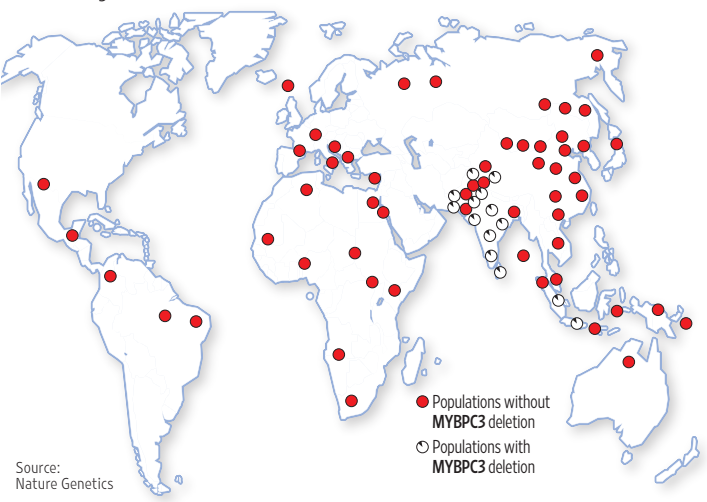 Populations without
MYBPC3 deletion
Populations with
MYBPC3 deletion
Source:
Nature Genetics